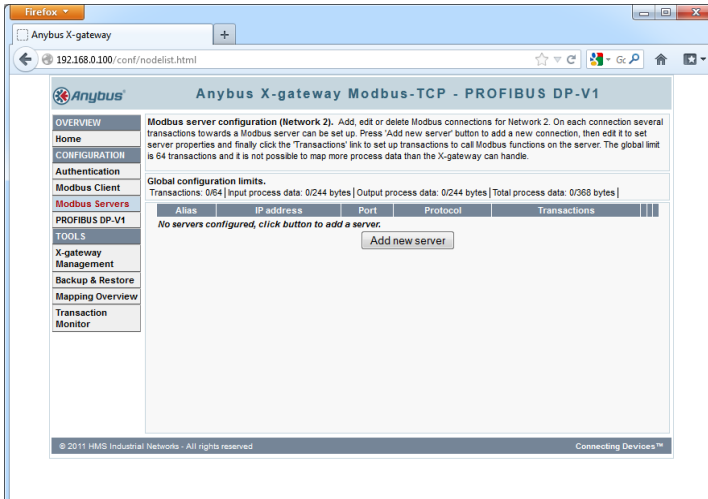 Firefox
Anybus X-gateway
192.168.0.100/conf/nodelist.html
Anybus
Anybus X-gateway Modbus-TCP - PROFIBUS DP-V1
OVERVIEW
Home
CONFIGURATION
Authentication
Modbus Client
Modbus Servers
PROFIBUS DP-V1
TOOLS
X-gateway
Management
Backup & Restore
Mapping Overview
Transaction
Monitor
Modbus server configuration (Network 2). Add, edit or delete Modbus connections for Network 2. On each connection several
transactions towards a Modbus server can be set up. Press 'Add new server' button to add a new connection, then edit it to set
server properties and finally click the 'Transactions' link to set up transactions to call Modbus functions on the server. The global limit
is 64 transactions and it is not possible to map more process data than the X-gateway can handle.
Global configuration limits.
Transactions: 0/64 | Input process data: 0/244 bytes | Output process data: 0/244 bytes | Total process data: 0/368 bytes |
Alias IP address Port Protocol Transactions
No servers configured, click button to add a server.
Add new server
© 2011 HMS Industrial Networks - All rights reserved Connecting Devices™